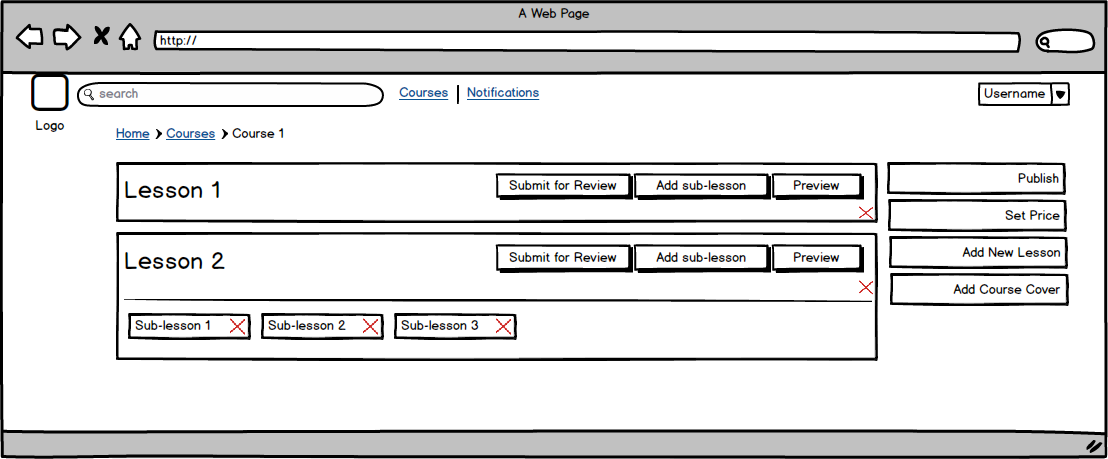 A Web Page
http://
search
Courses
Notifications
Username
Logo
Home
Courses
Course 1
Lesson 1
Submit for Review
Add sub-lesson
Preview
Publish
Set Price
Add New Lesson
Add Course Cover
Lesson 2
Submit for Review
Add sub-lesson
Preview
Sub-lesson 1
Sub-lesson 2
Sub-lesson 3